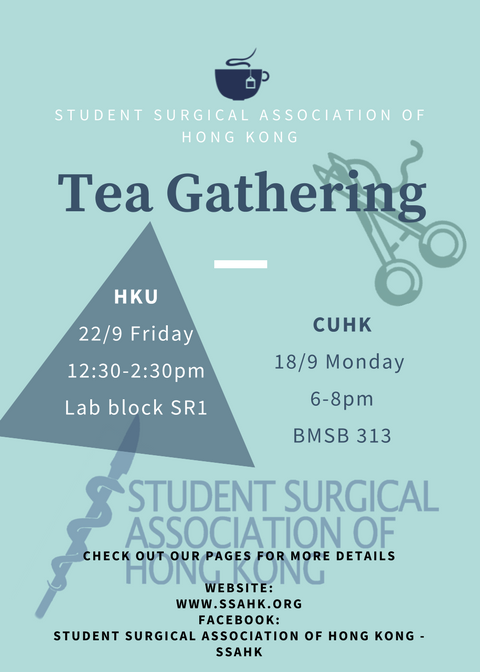 STUDENT SURGICAL ASSOCIATION OF
HONG KONG
Tea Gathering
HKU
22/9 Friday
12:30-2:30pm
Lab block SR1
CUHK
18/9 Monday
6-8pm
BMSB 313
STUDENT SURGICAL
ASSOCIATION OF
HONG KONG
CHECK OUT OUR PAGES FOR MORE DETAILS
WEBSITE:
WWW.SSAHK.ORG
FACEBOOK:
STUDENT SURGICAL ASSOCIATION OF HONG KONG -
SSAHK